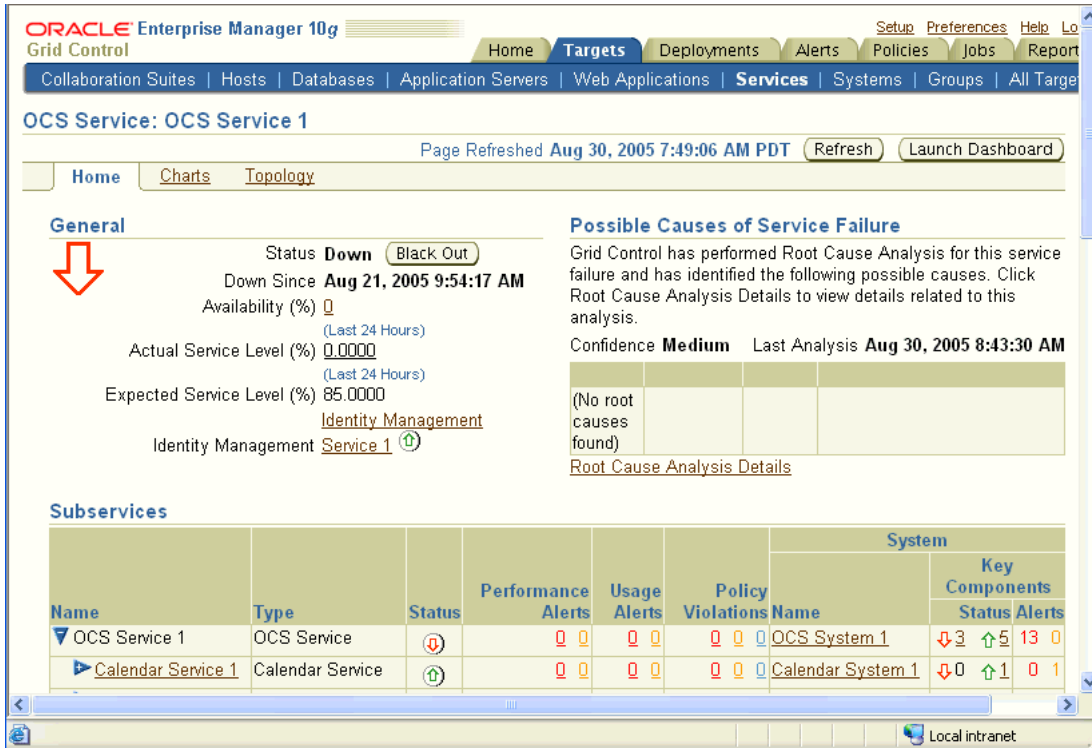 ORACLE Enterprise Manager 10g
Grid Control
Setup Preferences Help Lo
Home Targets Deployments Alerts Policies Jobs Report
Collaboration Suites | Hosts | Databases | Application Servers | Web Applications | Services | Systems | Groups | All Targe
OCS Service: OCS Service 1
Page Refreshed Aug 30, 2005 7:49:06 AM PDT Refresh Launch Dashboard
Home Charts Topology
General
Status Down Black Out
Down Since Aug 21, 2005 9:54:17 AM
Availability (%) 0
(Last 24 Hours)
Actual Service Level (%) 0.0000
(Last 24 Hours)
Expected Service Level (%) 85.0000
Identity Management
Identity Management Service 1
Possible Causes of Service Failure
Grid Control has performed Root Cause Analysis for this service
failure and has identified the following possible causes. Click
Root Cause Analysis Details to view details related to this
analysis.
Confidence Medium Last Analysis Aug 30, 2005 8:43:30 AM
(No root
causes
found)
Root Cause Analysis Details
Subservices
System
Key
Components
Performance Usage Policy
Name Type Status Alerts Alerts Violations Name Status Alerts
OCS Service 1 OCS Service 0 0 0 0 0 0 0 OCS System 1 3 5 13 0
Calendar Service 1 Calendar Service 0 0 0 0 0 0 0 Calendar System 1 0 1 0 1
Local intranet